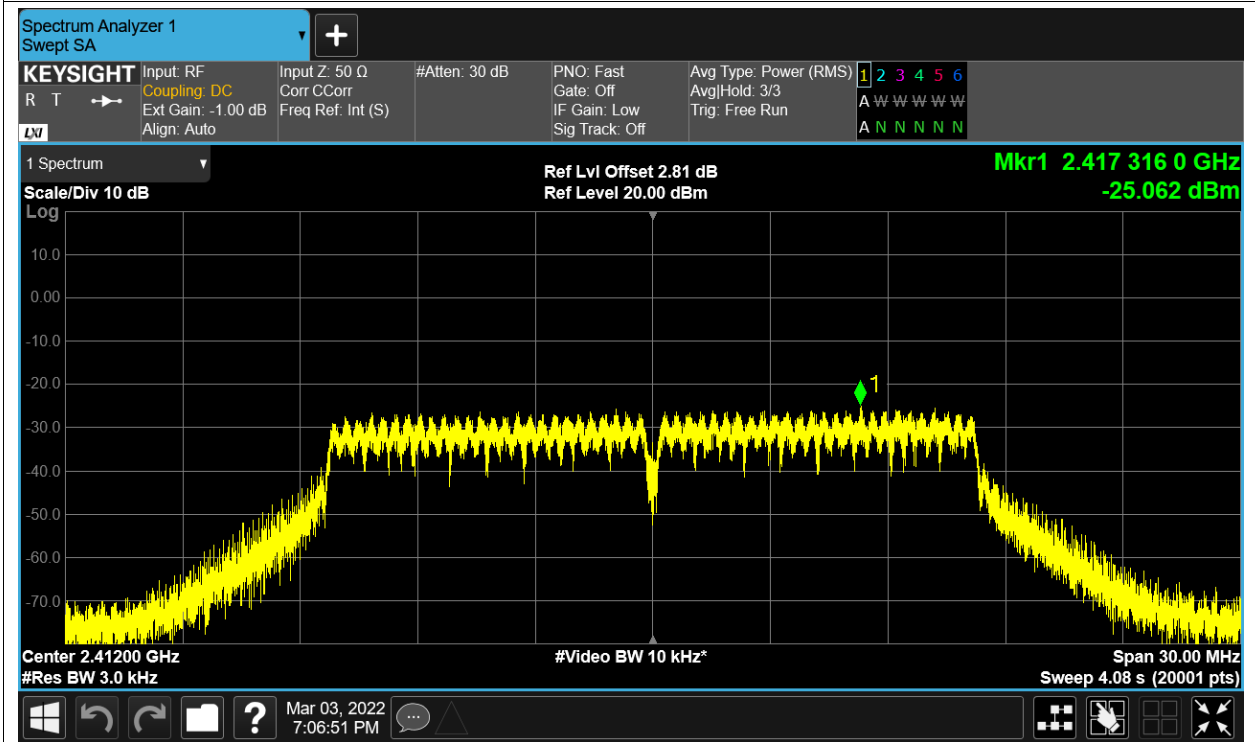 Spectrum Analyzer 1
Swept SA
+
KEYSIGHT
R T
LXI
Input: RF
Coupling: DC
Ext Gain: -1.00 dB
Align: Auto
Input Z: 50 Ω
Corr CCorr
Freq Ref: Int (S)
#Atten: 30 dB
PNO: Fast
Gate: Off
IF Gain: Low
Sig Track: Off
Avg Type: Power (RMS)
Avg|Hold: 3/3
Trig: Free Run
1 2 3 4 5 6
A W W W W W
A N N N N N
1 Spectrum
Scale/Div 10 dB
Log
Ref Lvl Offset 2.81 dB
Ref Level 20.00 dBm
Mkr1 2.417 316 0 GHz
-25.062 dBm
10.0
0.00
-10.0
-20.0
-30.0
-40.0
-50.0
-60.0
-70.0
1
Center 2.41200 GHz
#Res BW 3.0 kHz
#Video BW 10 kHz*
Span 30.00 MHz
Sweep 4.08 s (20001 pts)
?
Mar 03, 2022
7:06:51 PM